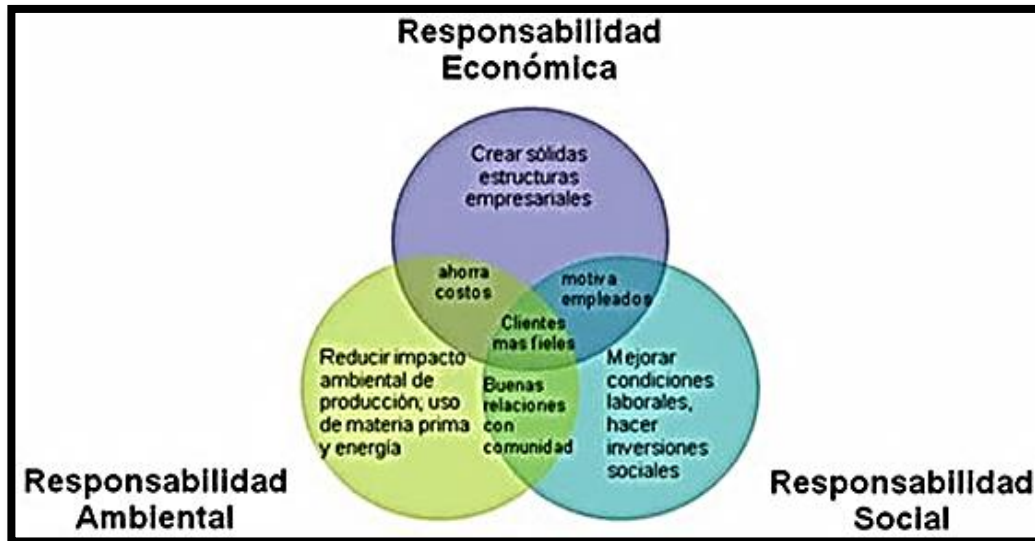 Responsabilidad
Económica
Crear sólidas
estructuras
empresariales
ahorra
costos
motiva
empleados
Clientes
mas fieles
Reducir impacto
ambiental de
producción; uso
de materia prima
y energía
Buenas
relaciones
con
comunidad
Mejorar
condiciones
laborales,
hacer
inversiones
sociales
Responsabilidad
Ambiental
Responsabilidad
Social